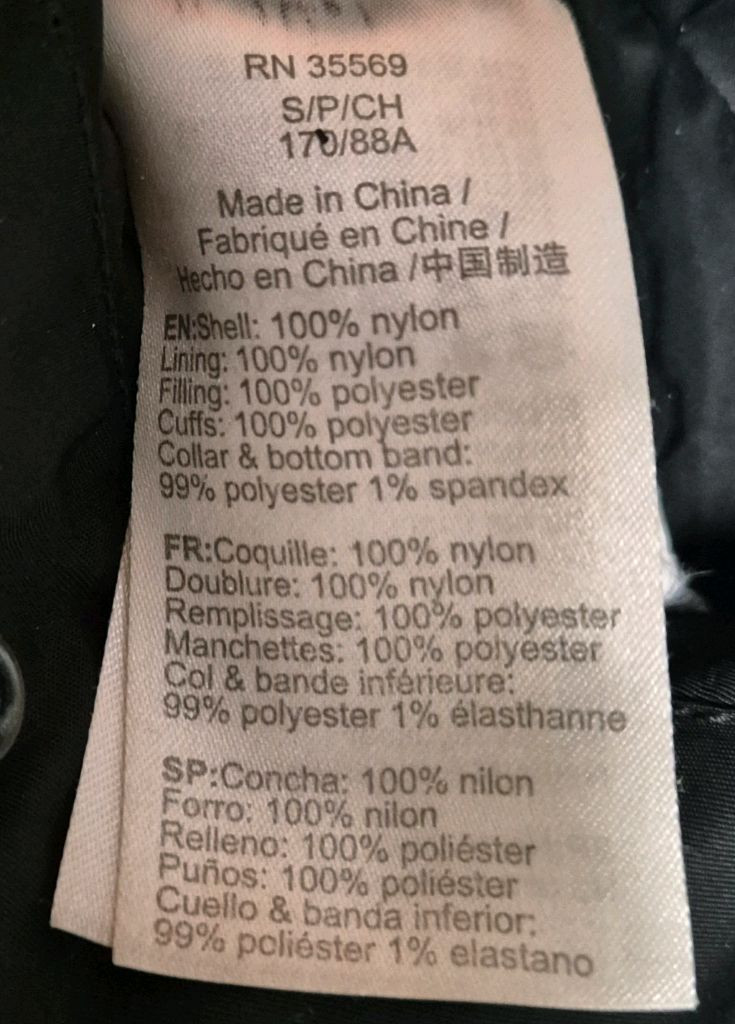 RN 35569
S/P/CH
170/88A
Made in China /
Fabriqué en Chine /
Hecho en China /中国制造
EN:Shell: 100% nylon
Lining: 100% nylon
Filling: 100% polyester
Cuffs: 100% polyester
Collar & bottom band:
99% polyester 1% spandex
FR:Coquille: 100% nylon
Doublure: 100% nylon
Remplissage: 100% polyester
Manchettes: 100% polyester
Col & bande inférieure:
99% polyester 1% élasthanne
SP:Concha: 100% nilon
Forro: 100% nilon
Relleno: 100% poliéster
Puños: 100% poliéster
Cuello & banda inferior:
99% poliéster 1% elastano